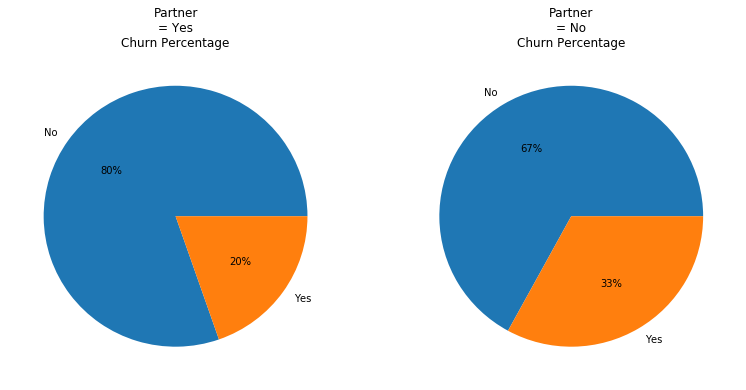 Partner
= Yes
Churn Percentage
No
80%
20%
Yes
Partner
= No
Churn Percentage
No
67%
33%
Yes